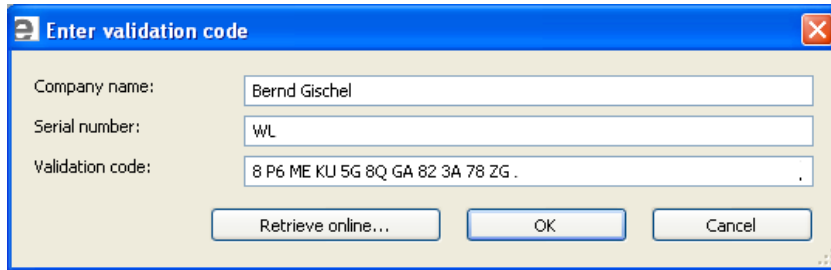 Enter validation code
Company name: Bernd Gischel
Serial number: WL
Validation code: 8 P6 ME KU 5G 8Q GA 82 3A 78 ZG . ,
Retrieve online... OK Cancel